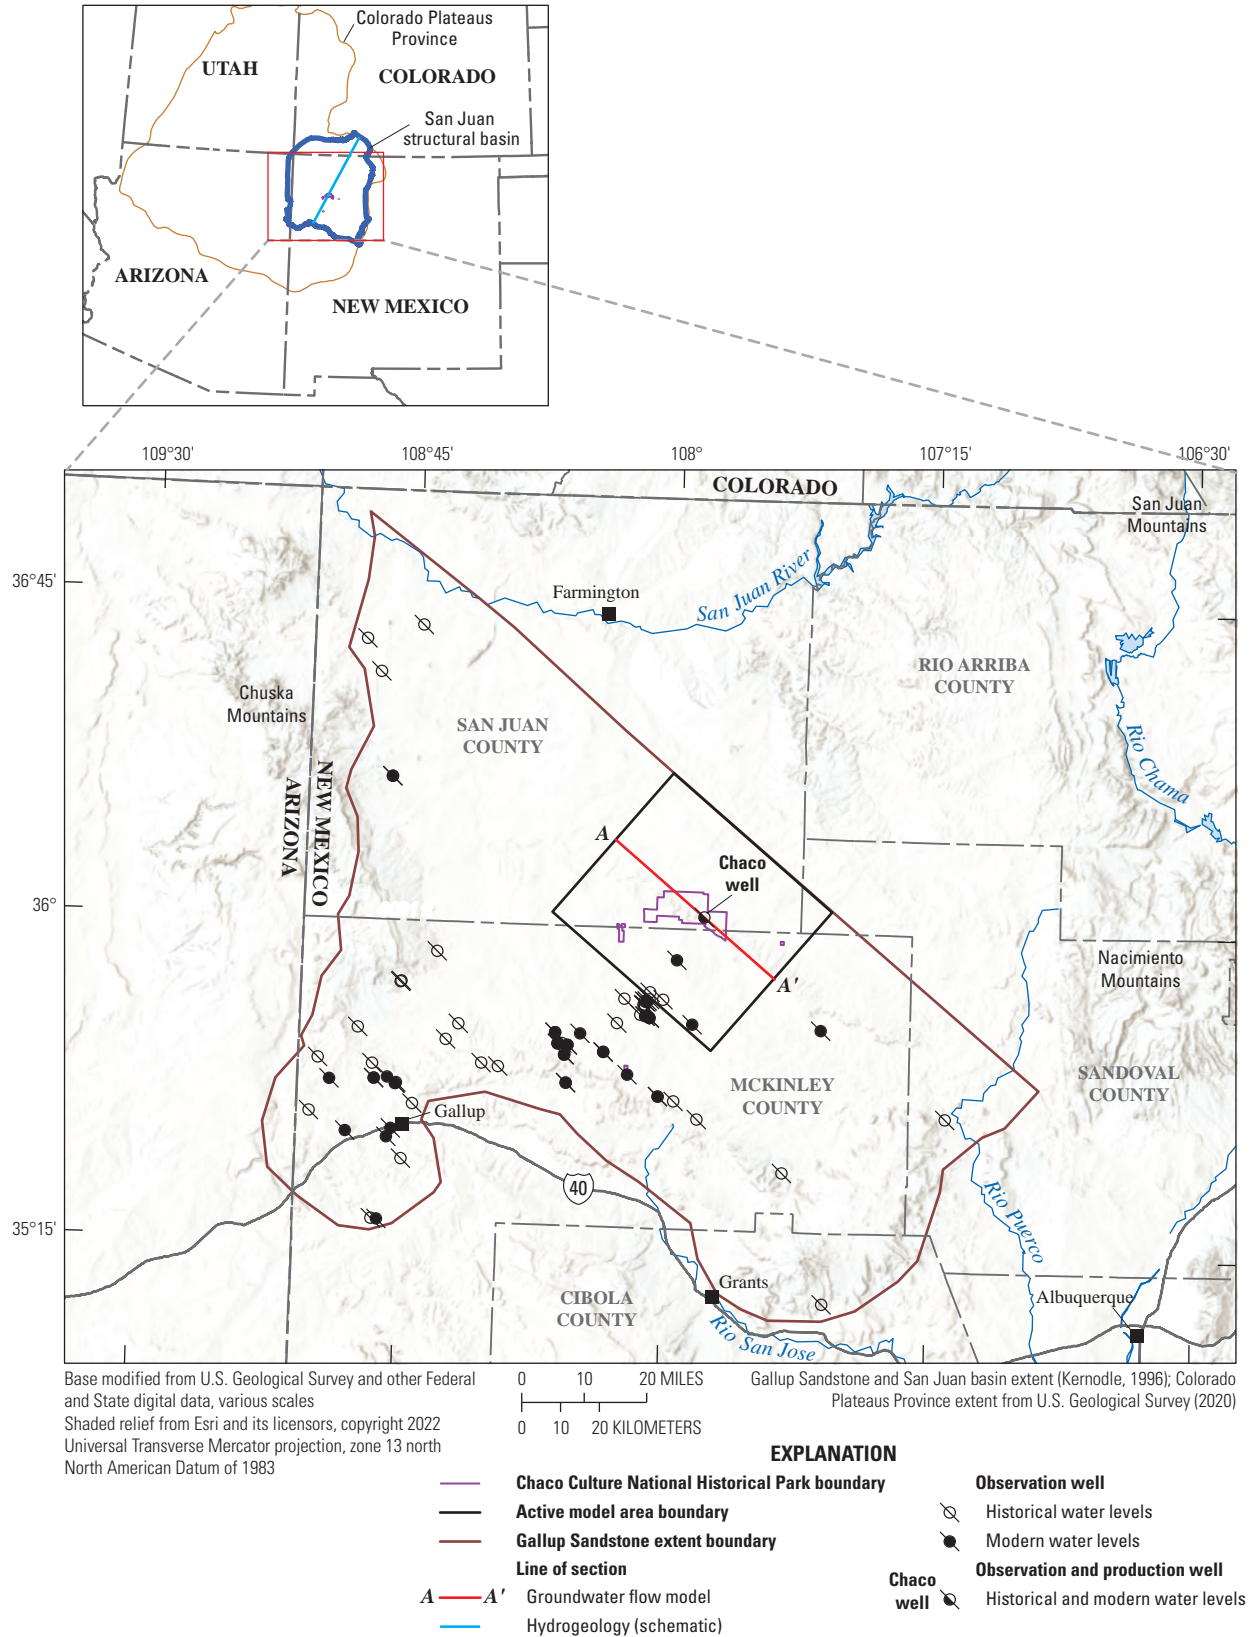 Colorado Plateaus
Province
UTAH
COLORADO
San Juan
structural basin
ARIZONA
NEW MEXICO
109°30'
108°45'
108°
107°15'
106°30'
COLORADO
San Juan
Mountains
36°45'
Farmington
San Juan River
RIO ARRIBA
COUNTY
Chuska
Mountains
SAN JUAN
COUNTY
Rio Chama
NEW MEXICO
ARIZONA
A
Chaco
well
36°
Nacimiento
Mountains
A'
MCKINLEY
COUNTY
SANDOVAL
COUNTY
Gallup
40
Rio Puerco
35°15'
Grants
CIBOLA
COUNTY
Albuquerque
Rio San Jose
Base modified from U.S. Geological Survey and other Federal
and State digital data, various scales
Shaded relief from Esri and its licensors, copyright 2022
Universal Transverse Mercator projection, zone 13 north
North American Datum of 1983
0 10 20 MILES
0 10 20 KILOMETERS
Gallup Sandstone and San Juan basin extent (Kernodle, 1996); Colorado
Plateaus Province extent from U.S. Geological Survey (2020)
EXPLANATION
Chaco Culture National Historical Park boundary
Active model area boundary
Gallup Sandstone extent boundary
Line of section
A A' Groundwater flow model
Hydrogeology (schematic)
Observation well
Historical water levels
Modern water levels
Observation and production well
Chaco
well
Historical and modern water levels